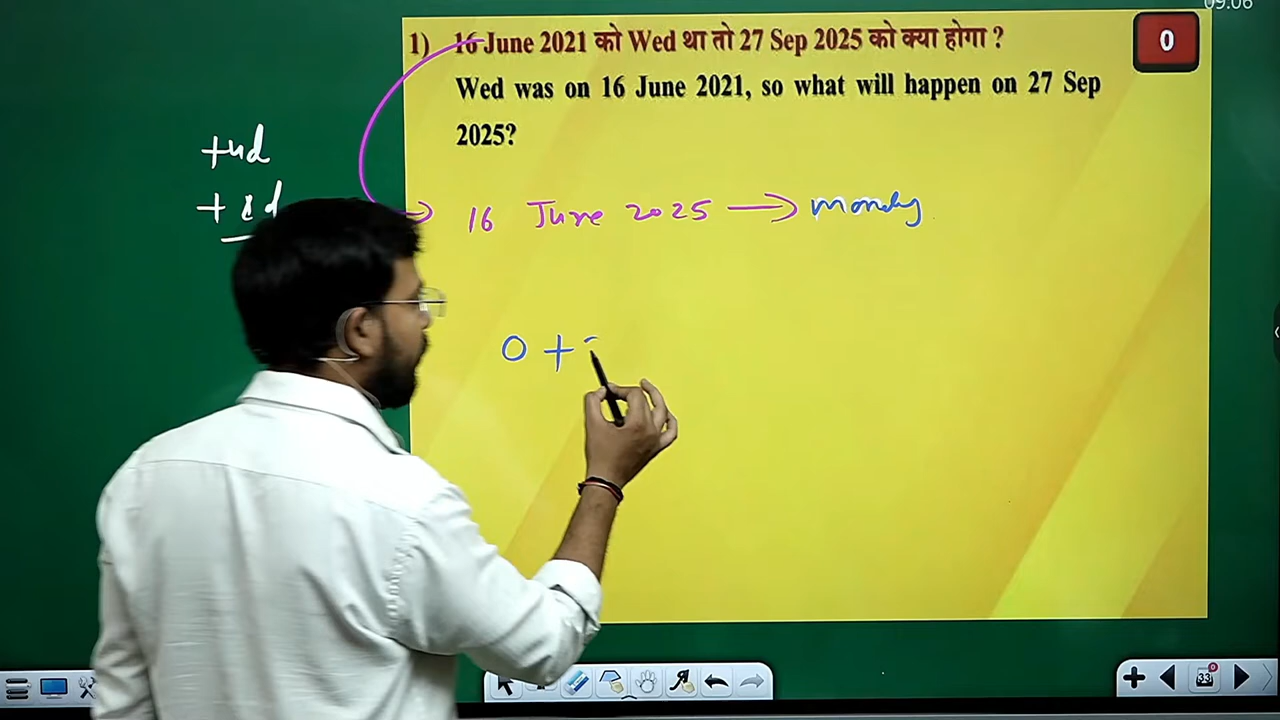 09:06
1) 16 June 2021 को Wed था तो 27 Sep 2025 को क्या होगा ?
0
Wed was on 16 June 2021, so what will happen on 27 Sep
2025?
+4d
16 June 2025 → Monday
0 +
33